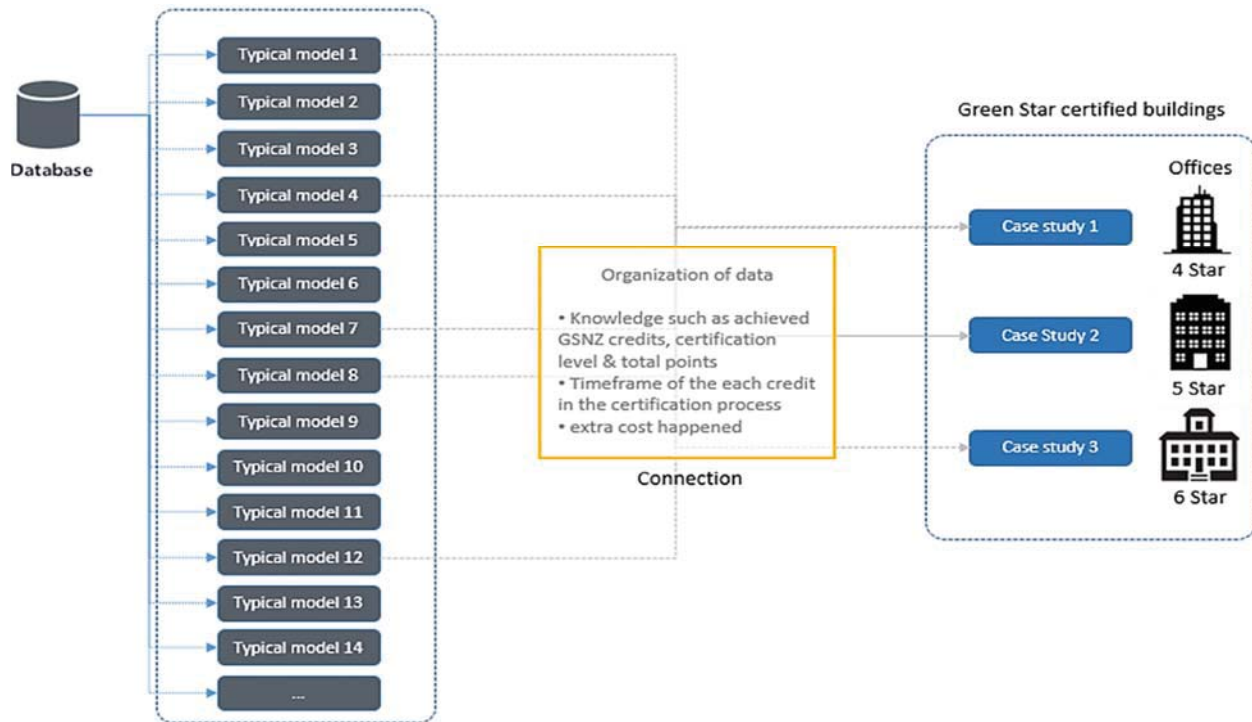 Database
Typical model 1
Typical model 2
Typical model 3
Typical model 4
Typical model 5
Typical model 6
Typical model 7
Typical model 8
Typical model 9
Typical model 10
Typical model 11
Typical model 12
Typical model 13
Typical model 14
...
Organization of data
• Knowledge such as achieved
GSNZ credits, certification
level & total points
• Timeframe of the each credit
in the certification process
• extra cost happened
Connection
Green Star certified buildings
Offices
Case study 1
4 Star
Case Study 2
5 Star
Case study 3
6 Star